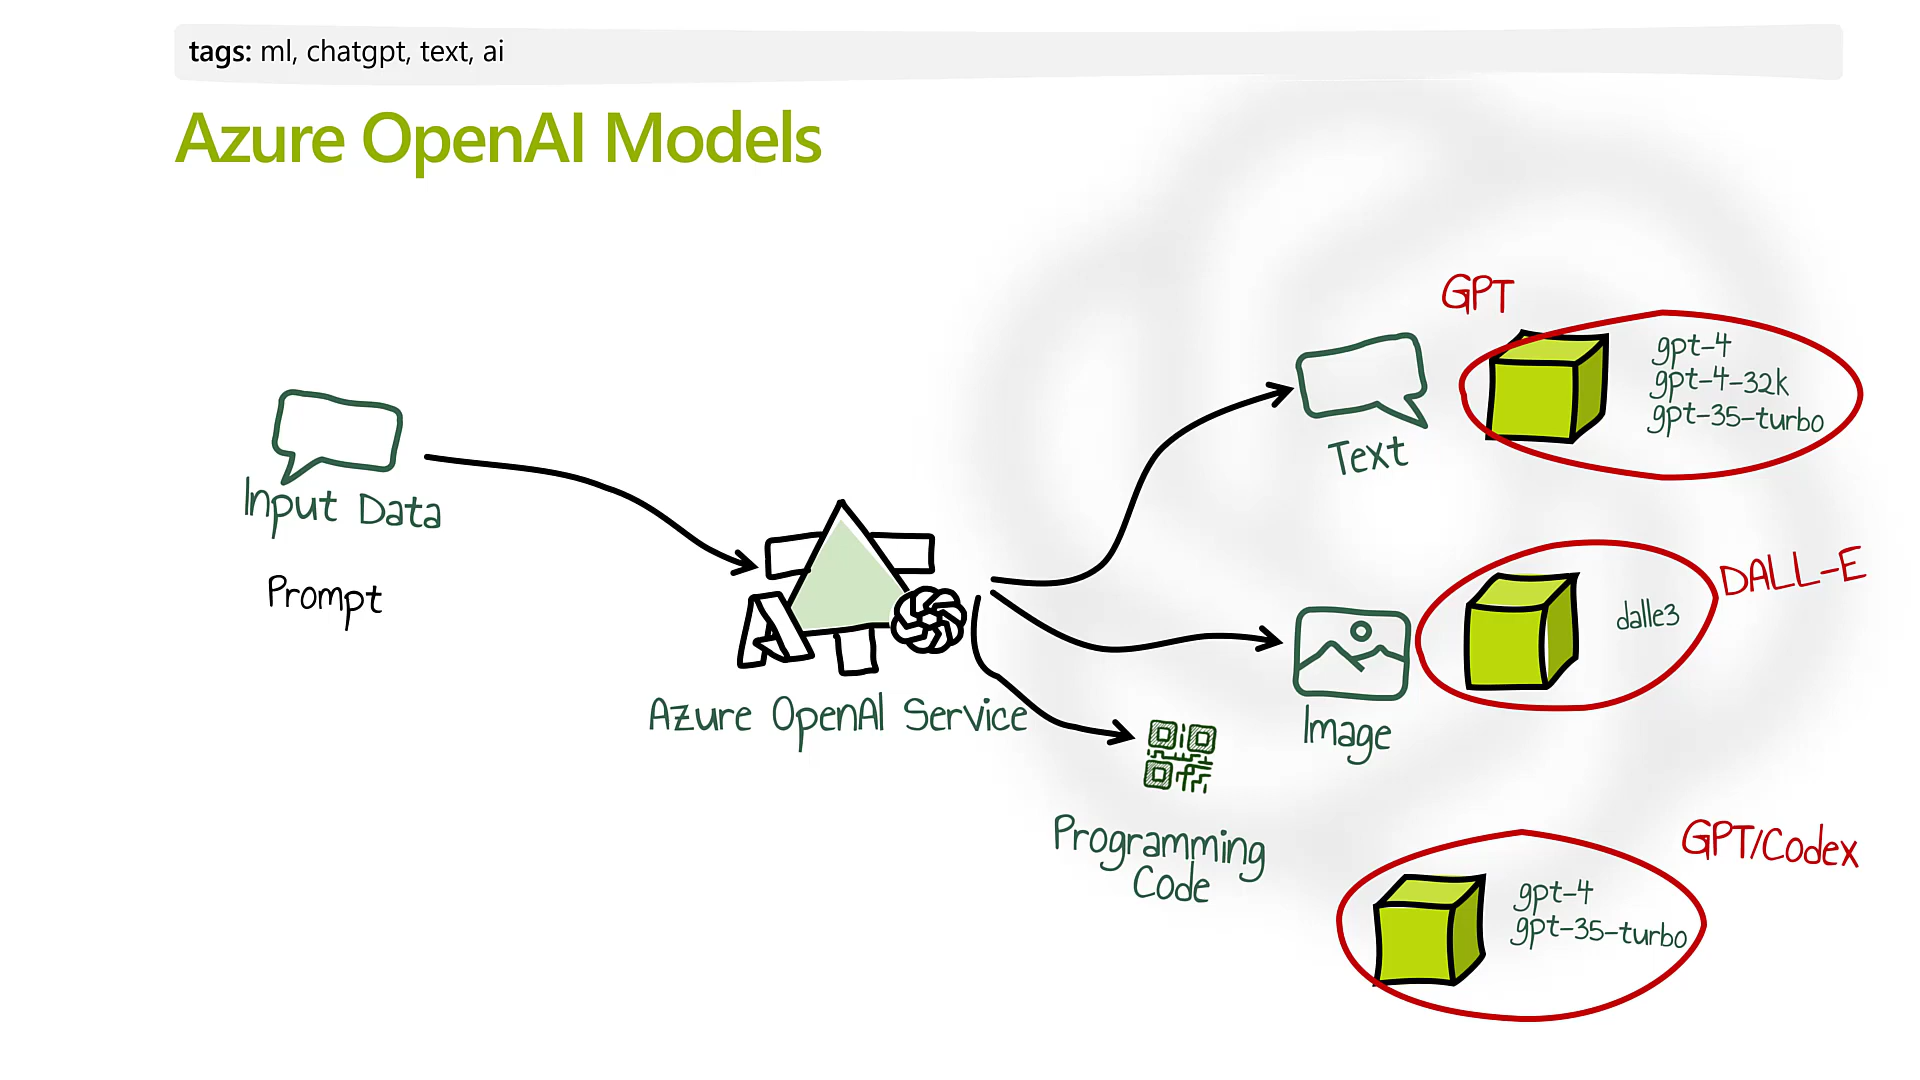 tags: ml, chatgpt, text, ai
Azure OpenAI Models
GPT
gpt-4
gpt-4-32k
gpt-35-turbo
Text
Input Data
Prompt
DALL-E
dalle3
Azure OpenAI Service
Image
Programming
Code
GPT/Codex
gpt-4
gpt-35-turbo